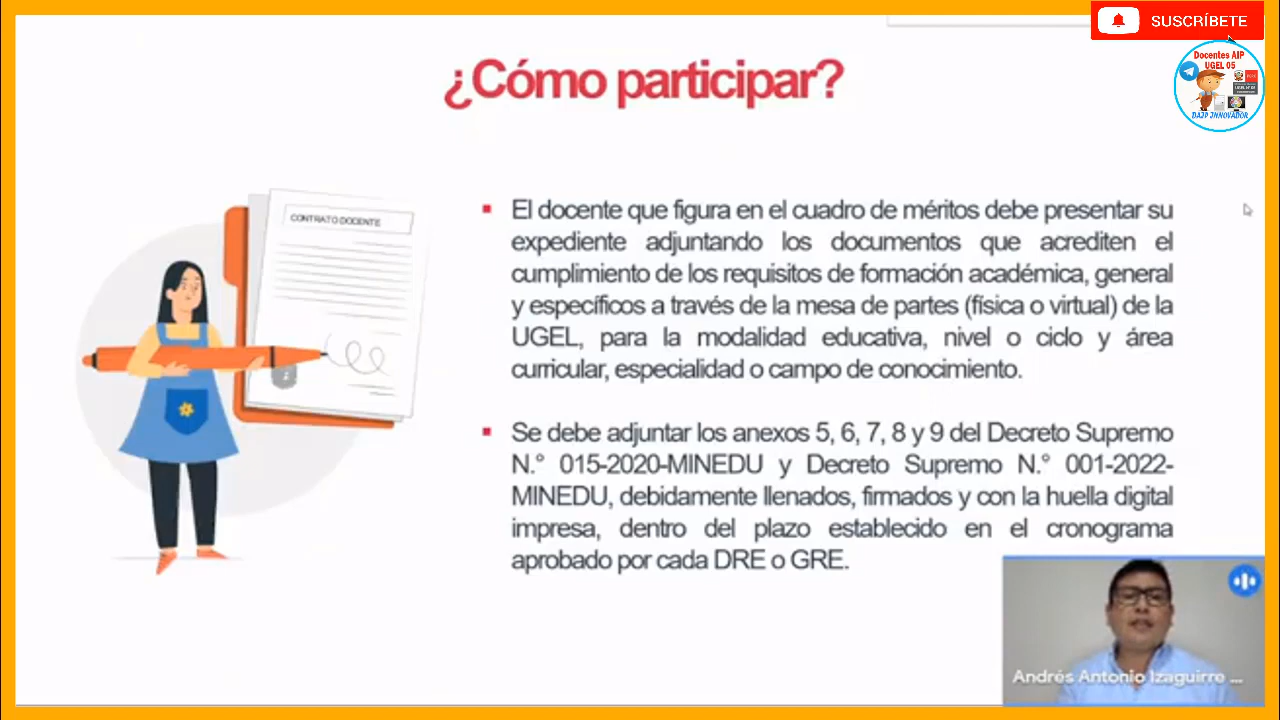 SUSCRÍBETE
Docentes AIP
UGEL 05
DAIP INNOVADOR
¿Cómo participar?
CONTRATO DOCENTE
▪ El docente que figura en el cuadro de méritos debe presentar su
expediente adjuntando los documentos que acrediten el
cumplimiento de los requisitos de formación académica, general
y específicos a través de la mesa de partes (física o virtual) de la
UGEL, para la modalidad educativa, nivel o ciclo y área
curricular, especialidad o campo de conocimiento.
▪ Se debe adjuntar los anexos 5, 6, 7, 8 y 9 del Decreto Supremo
N.° 015-2020-MINEDU y Decreto Supremo N.° 001-2022-
MINEDU, debidamente llenados, firmados y con la huella digital
impresa, dentro del plazo establecido en el cronograma
aprobado por cada DRE o GRE.
Andrés Antonio Izaguirre ...